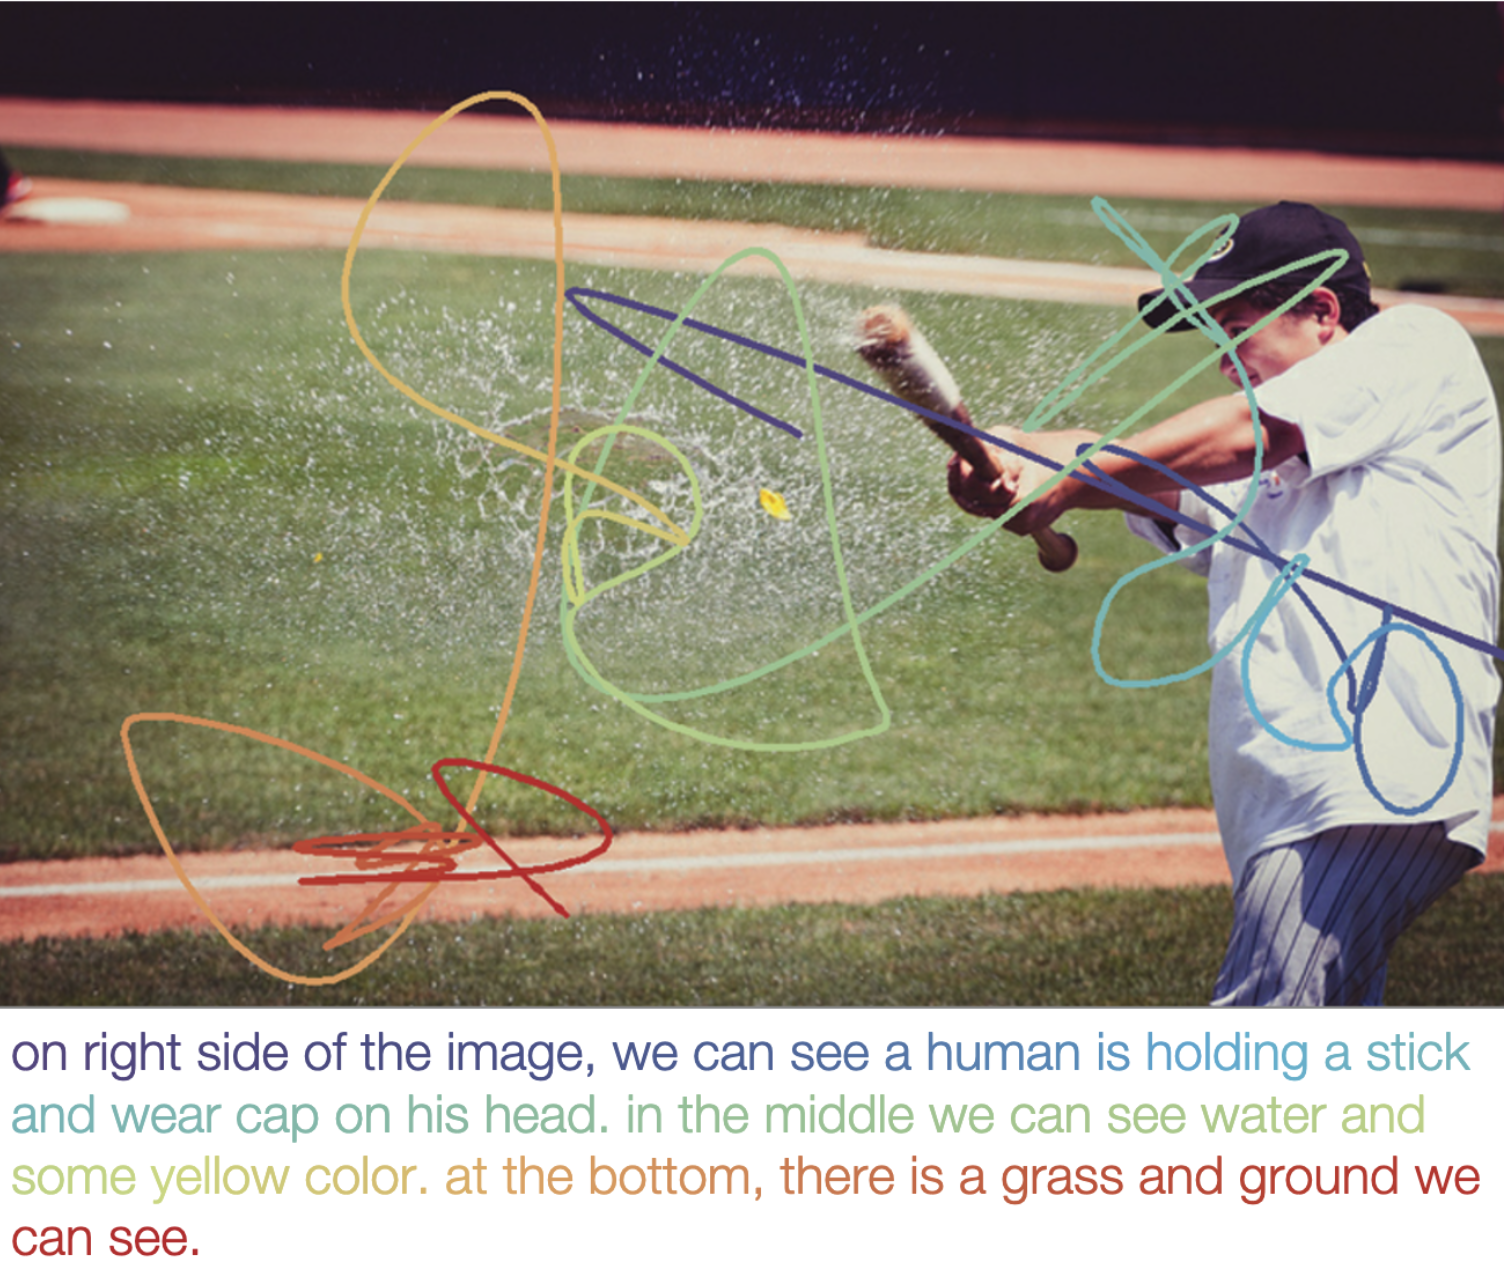 on right side of the image, we can see a human is holding a stick
and wear cap on his head. in the middle we can see water and
some yellow color. at the bottom, there is a grass and ground we
can see.